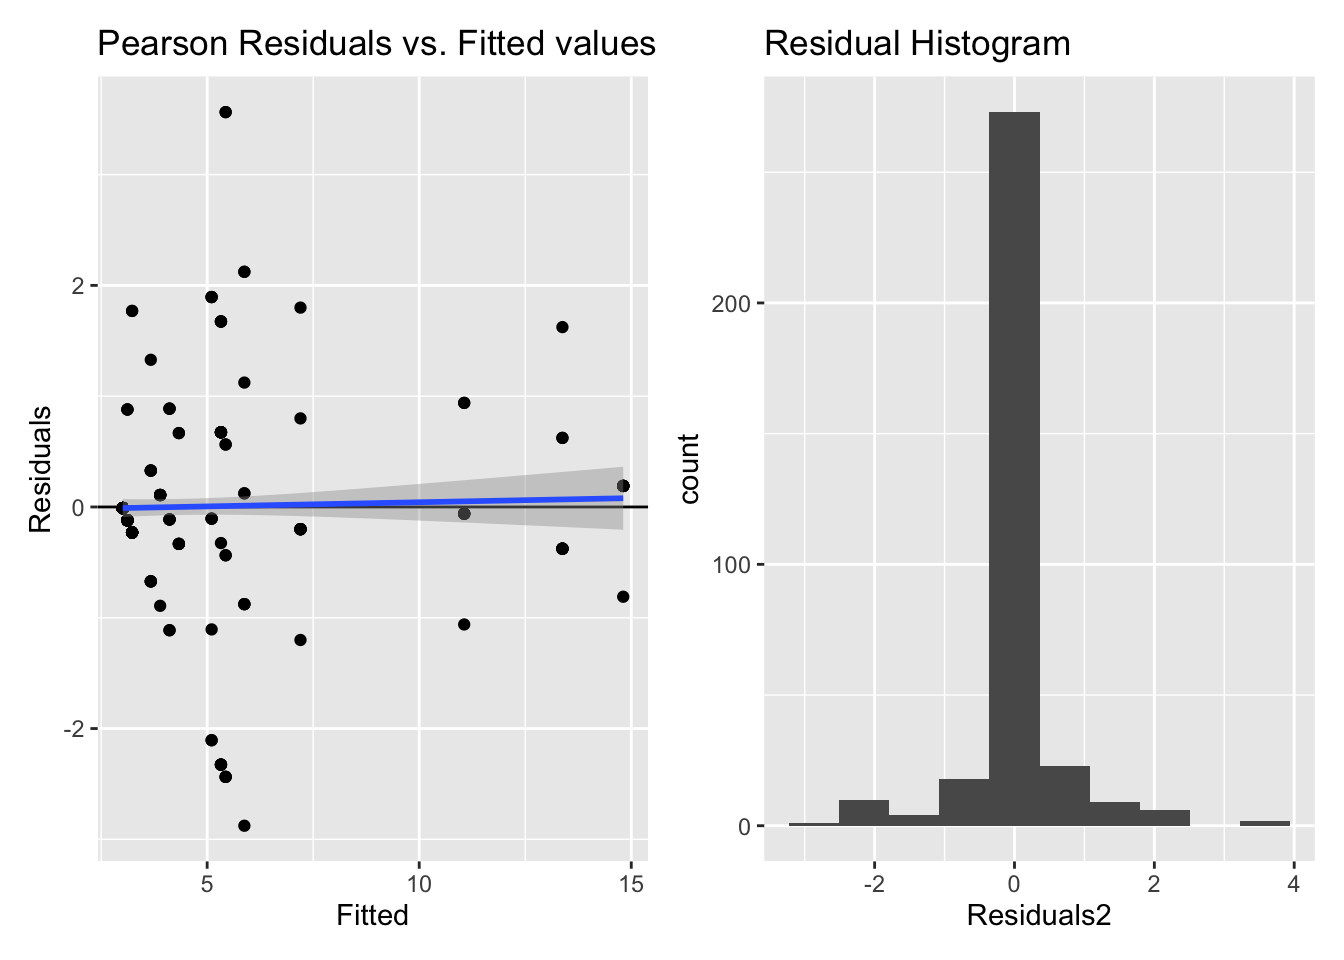 Pearson Residuals vs. Fitted values
Residuals
2
0
-2
5
10
15
Fitted
Residual Histogram
count
200
100
0
-2
0
2
4
Residuals2